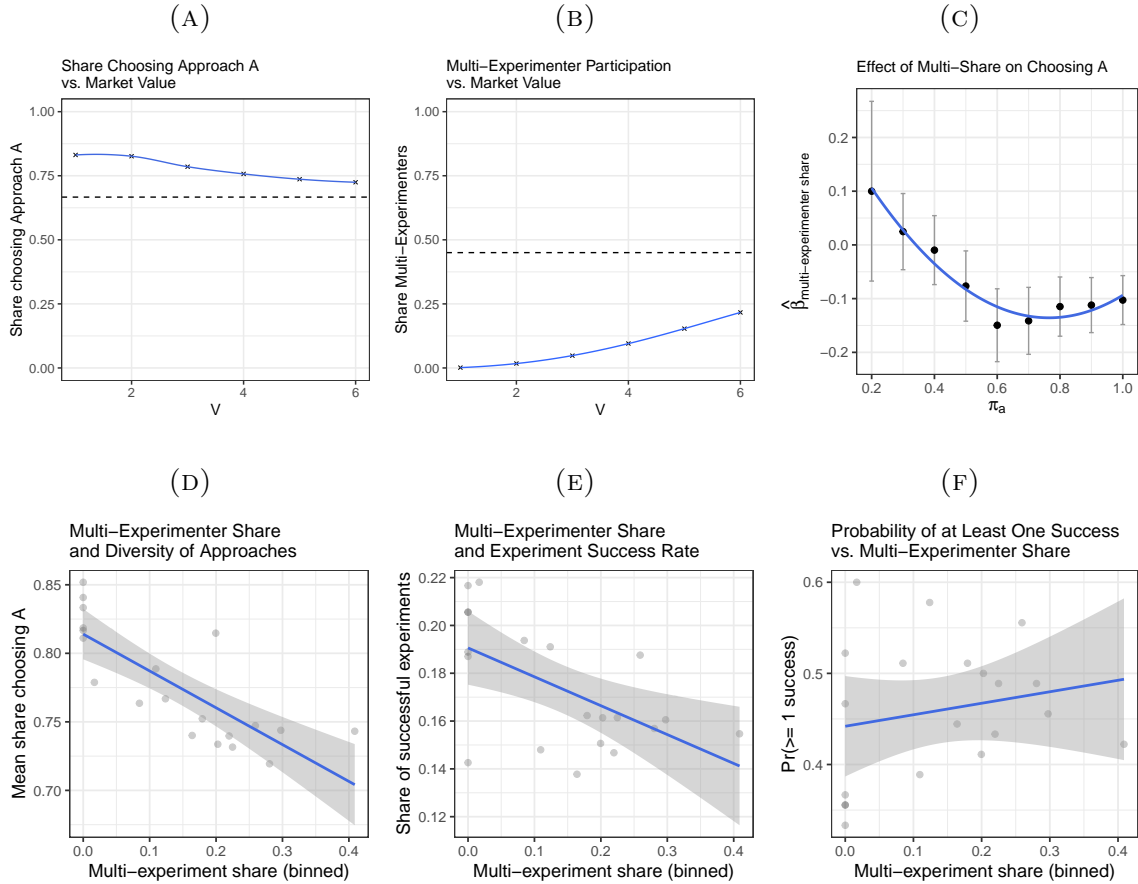 (A)
Share Choosing Approach A
vs. Market Value
Share choosing Approach A
1.00
0.75
0.50
0.25
0.00
2
4
6
V
(B)
Multi−Experimenter Participation
vs. Market Value
Share Multi−Experimenters
1.00
0.75
0.50
0.25
0.00
2
4
6
V
(C)
Effect of Multi−Share on Choosing A
β̂multi−experimenter share
0.2
0.1
0.0
−0.1
−0.2
0.2
0.4
0.6
0.8
1.0
πa
(D)
Multi−Experimenter Share
and Diversity of Approaches
Mean share choosing A
0.85
0.80
0.75
0.70
0.0
0.1
0.2
0.3
0.4
Multi−experiment share (binned)
(E)
Multi−Experimenter Share
and Experiment Success Rate
Share of successful experiments
0.22
0.20
0.18
0.16
0.14
0.12
0.0
0.1
0.2
0.3
0.4
Multi−experiment share (binned)
(F)
Probability of at Least One Success
vs. Multi−Experimenter Share
Pr(>= 1 success)
0.6
0.5
0.4
0.0
0.1
0.2
0.3
0.4
Multi−experiment share (binned)